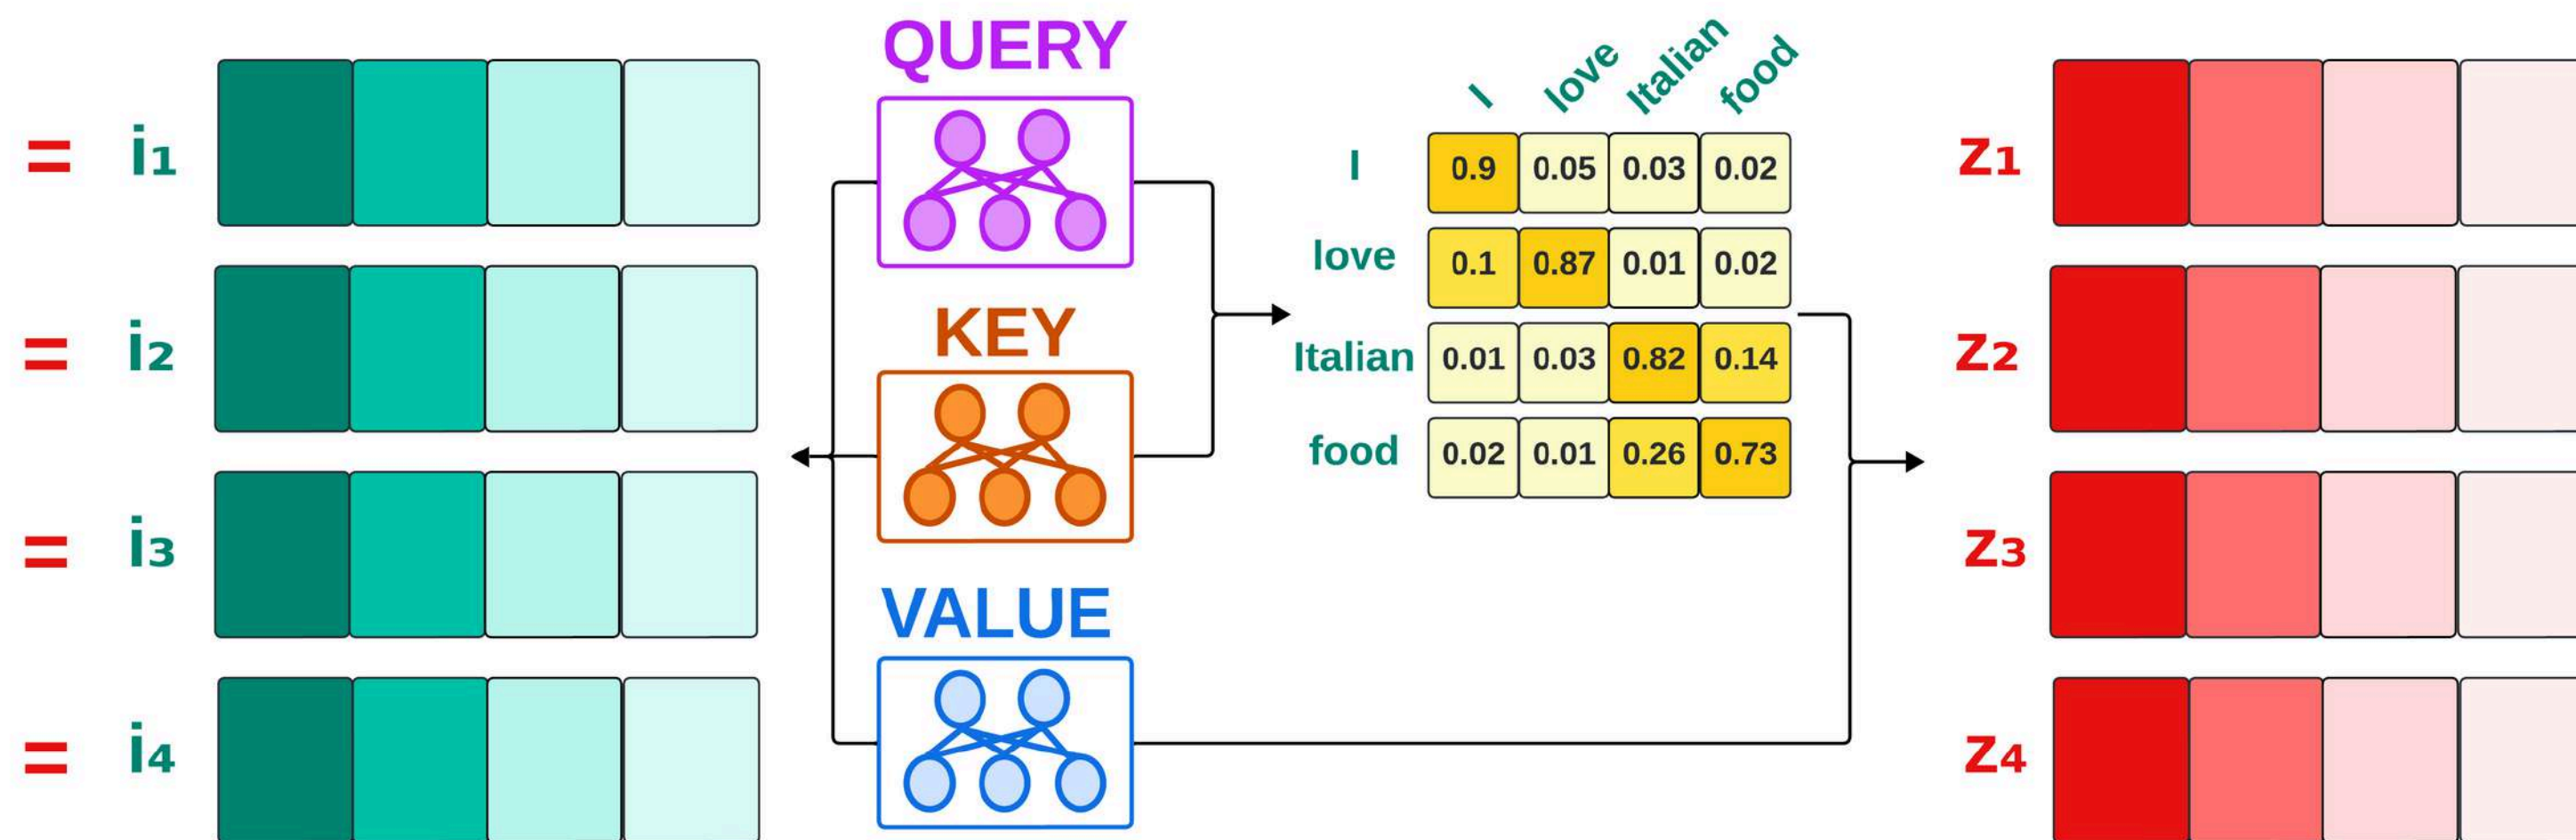 QUERY
KEY
VALUE
= i1
= i2
= i3
= i4
I love Italian food
I 0.9 0.05 0.03 0.02
love 0.1 0.87 0.01 0.02
Italian 0.01 0.03 0.82 0.14
food 0.02 0.01 0.26 0.73
Z1
Z2
Z3
Z4